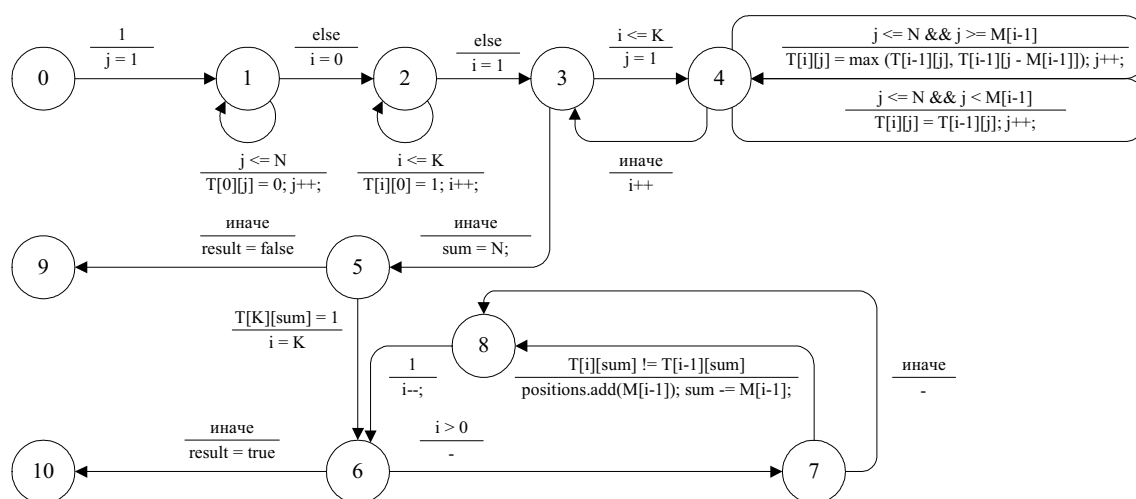 1
j = 1
else
i = 0
else
i = 1
i <= K
j = 1
j <= N && j >= M[i-1]
T[i][j] = max (T[i-1][j], T[i-1][j - M[i-1]]); j++;
0
1
2
3
4
j <= N && j < M[i-1]
T[i][j] = T[i-1][j]; j++;
j <= N
T[0][j] = 0; j++;
i <= K
T[i][0] = 1; i++;
иначе
i++
иначе
result = false
иначе
sum = N;
9
5
T[K][sum] = 1
i = K
8
1
i--;
T[i][sum] != T[i-1][sum]
positions.add(M[i-1]); sum -= M[i-1];
иначе
-
иначе
result = true
i > 0
-
10
6
7